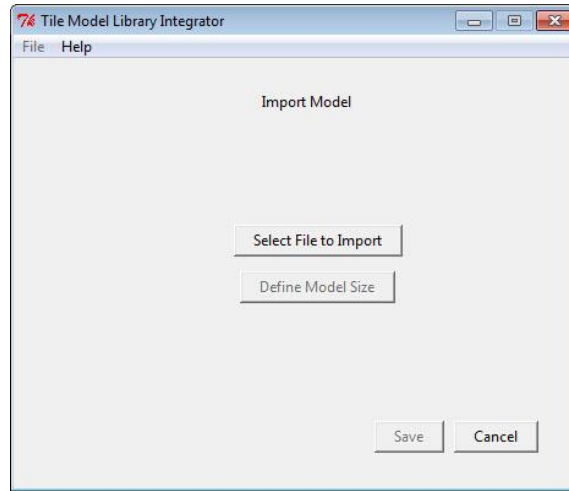 Tile Model Library Integrator
File Help
Import Model
Select File to Import
Define Model Size
Save Cancel